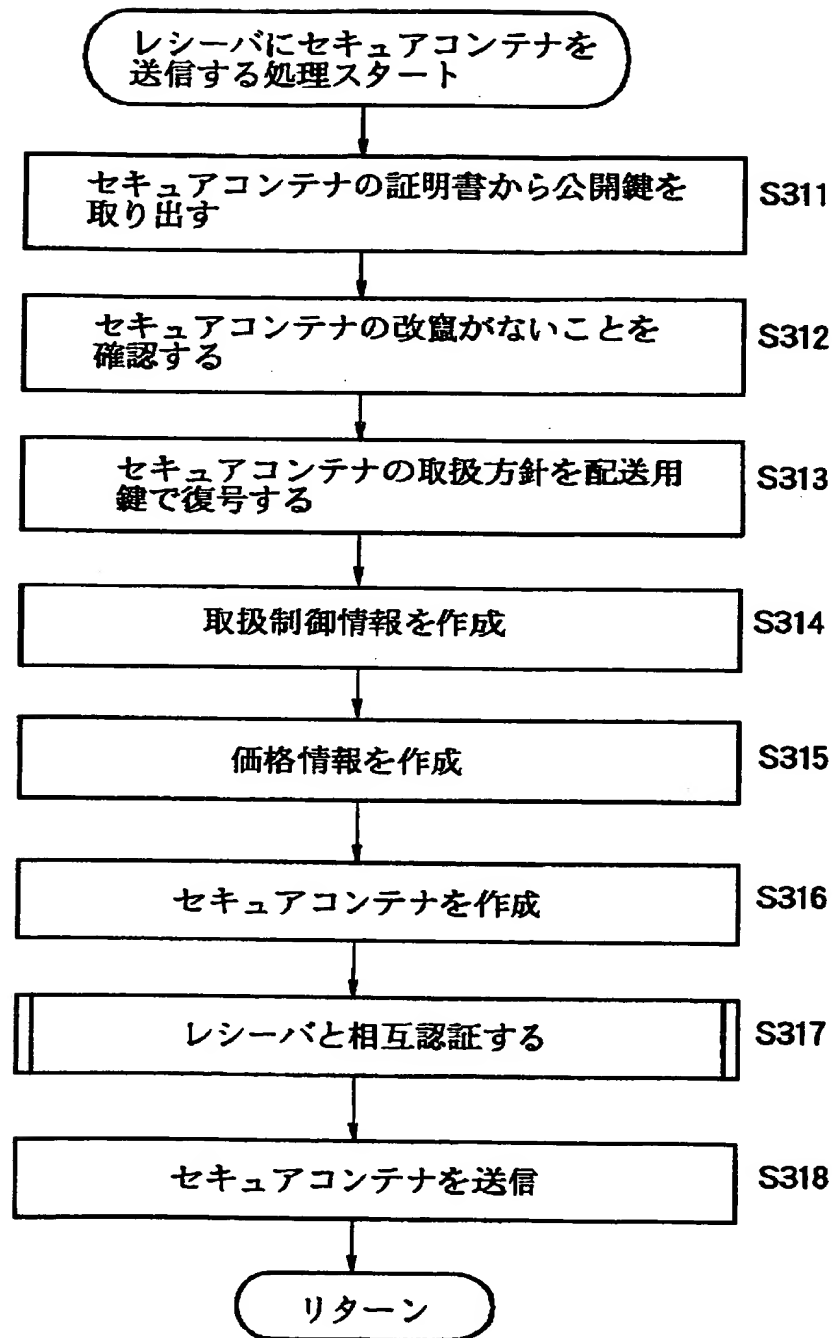 レシーバにセキュアコンテナを
送信する処理スタート
セキュアコンテナの証明書から公開鍵を
取り出す
S311
セキュアコンテナの改竄がないことを
確認する
S312
セキュアコンテナの取扱方針を配送用
鍵で復号する
S313
取扱制御情報を作成
S314
価格情報を作成
S315
セキュアコンテナを作成
S316
レシーバと相互認証する
S317
セキュアコンテナを送信
S318
リターン